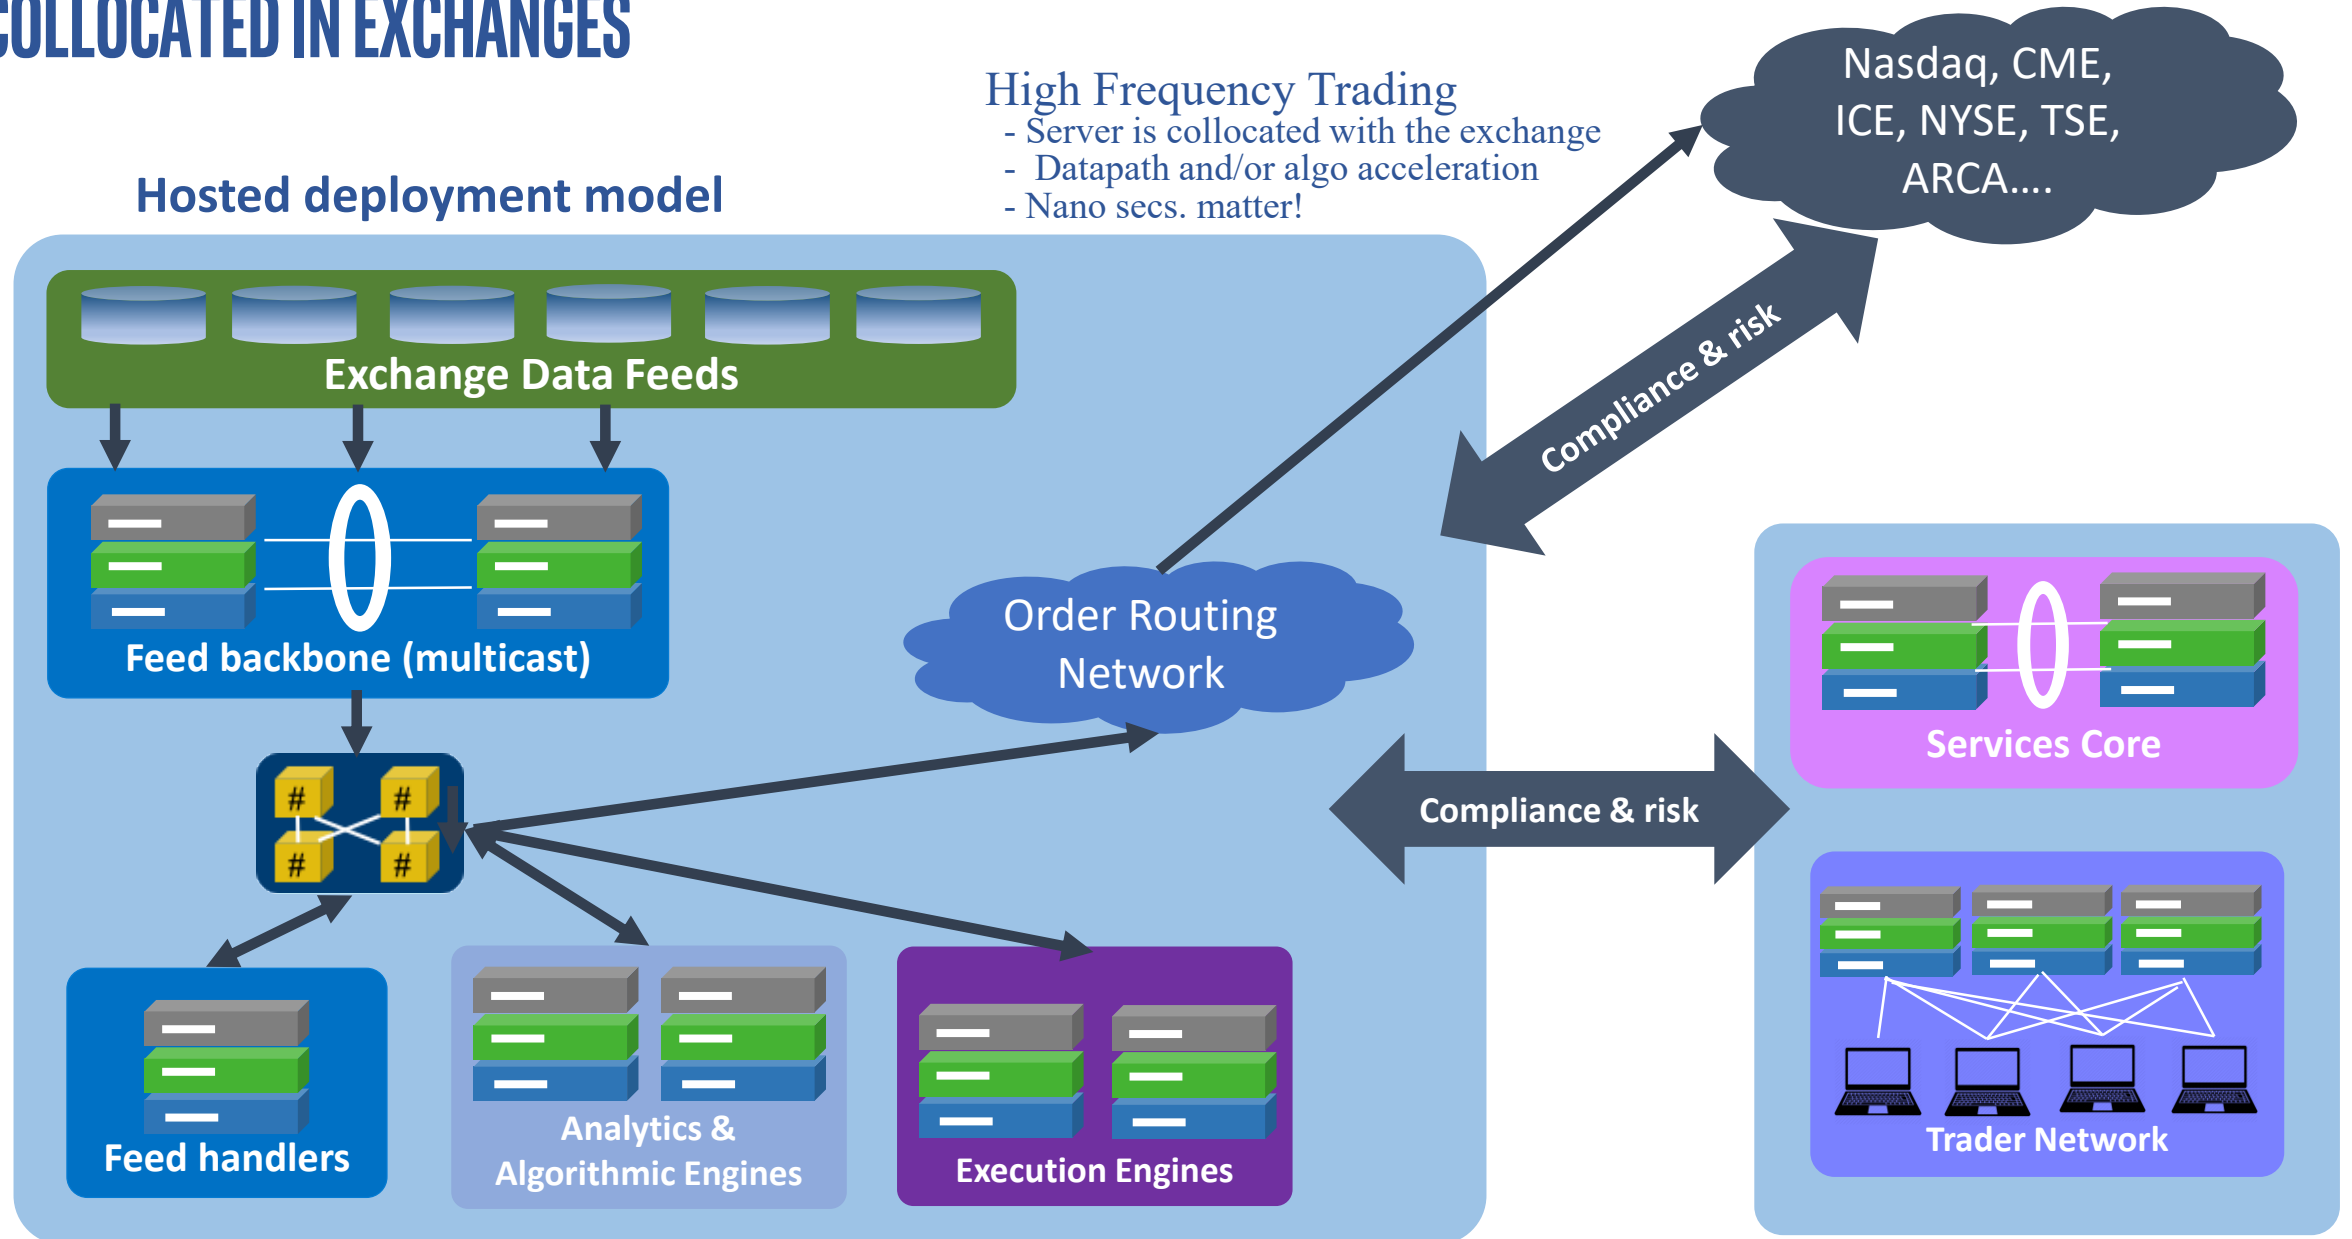 COLLOCATED IN EXCHANGES
High Frequency Trading
- Server is collocated with the exchange
- Datapath and/or algo acceleration
- Nano secs. matter!
Nasdaq, CME,
ICE, NYSE, TSE,
ARCA....
Hosted deployment model
Exchange Data Feeds
Compliance & risk
Feed backbone (multicast)
Order Routing
Network
Services Core
Compliance & risk
# #
# #
Feed handlers
Analytics &
Algorithmic Engines
Execution Engines
Trader Network